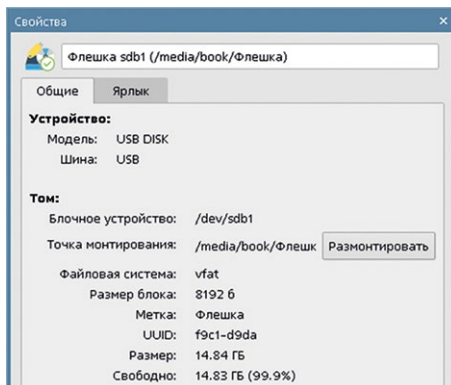 Свойства
Флешка sdb1 (/media/book/Флешка)
Общие Ярлык
Устройство:
Модель: USB DISK
Шина: USB
Том:
Блочное устройство: /dev/sdb1
Точка монтирования: /media/book/Флешк Размонтировать
Файловая система: vfat
Размер блока: 8192 б
Метка: Флешка
UUID: f9c1-d9da
Размер: 14.84 ГБ
Свободно: 14.83 ГБ (99.9%)